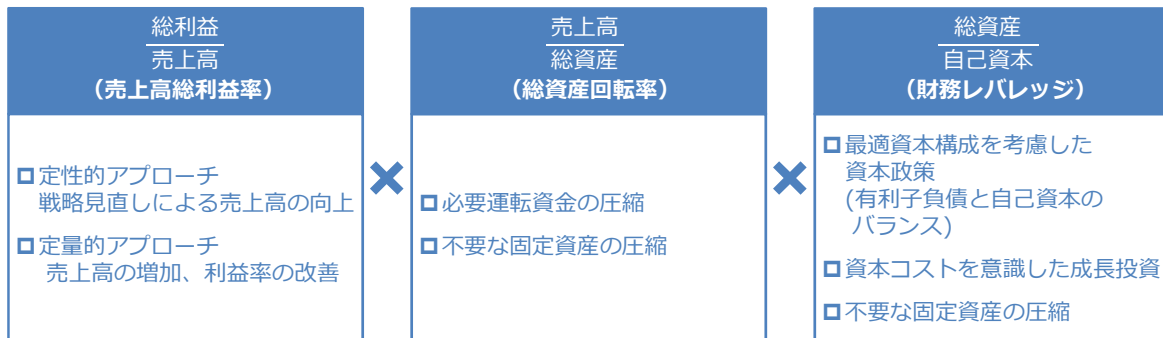 総利益
売上高
（売上高総利益率）
定性的アプローチ
戦略見直しによる売上高の向上
定量的アプローチ
売上高の増加、利益率の改善
×
売上高
総資産
（総資産回転率）
必要運転資金の圧縮
不要な固定資産の圧縮
×
総資産
自己資本
（財務レバレッジ）
最適資本構成を考慮した
資本政策
(有利子負債と自己資本の
バランス)
資本コストを意識した成長投資
不要な固定資産の圧縮